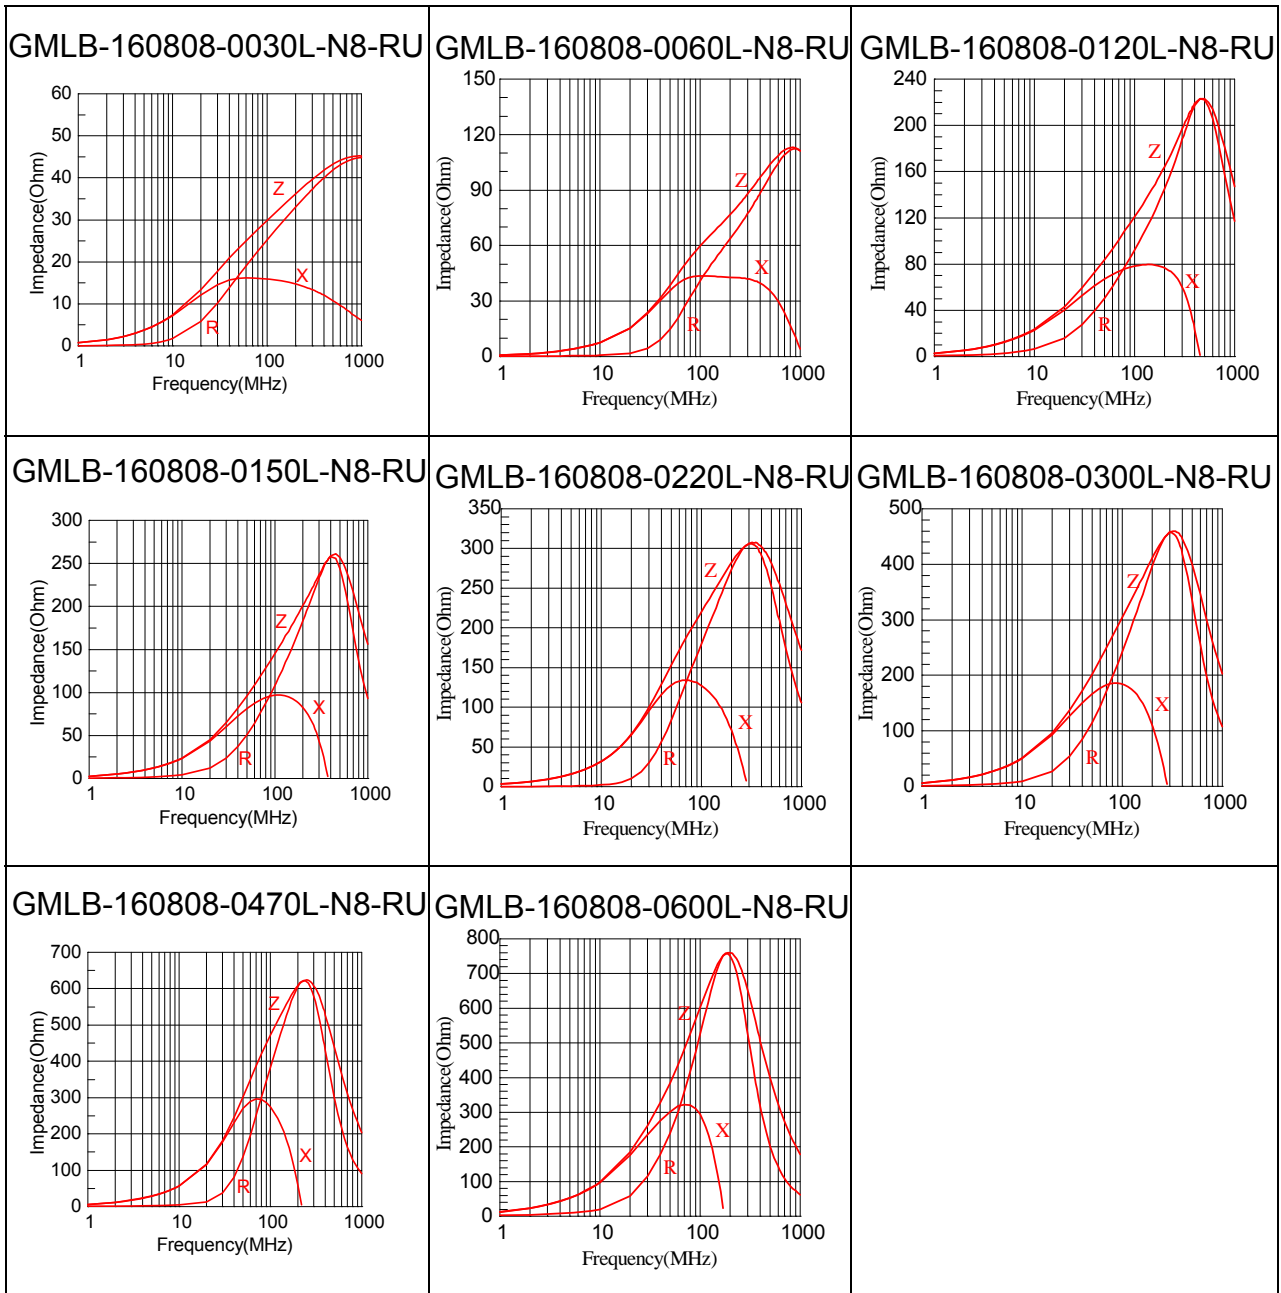 GMLB-160808-0030L-N8-RU
60
50
40
30
20
10
0
Impedance(Ohm)
Z
X
R
1 10 100 1000
Frequency(MHz)
GMLB-160808-0060L-N8-RU
150
120
90
60
30
0
Impedance(Ohm)
Z
X
R
1 10 100 1000
Frequency(MHz)
GMLB-160808-0120L-N8-RU
240
200
160
120
80
40
0
Impedance(Ohm)
Z
X
R
1 10 100 1000
Frequency(MHz)
GMLB-160808-0150L-N8-RU
300
250
200
150
100
50
0
Impedance(Ohm)
Z
X
R
1 10 100 1000
Frequency(MHz)
GMLB-160808-0220L-N8-RU
350
300
250
200
150
100
50
0
Impedance(Ohm)
Z
X
R
1 10 100 1000
Frequency(MHz)
GMLB-160808-0300L-N8-RU
500
400
300
200
100
0
Impedance(Ohm)
Z
X
R
1 10 100 1000
Frequency(MHz)
GMLB-160808-0470L-N8-RU
700
600
500
400
300
200
100
0
Impedance(Ohm)
Z
X
R
1 10 100 1000
Frequency(MHz)
GMLB-160808-0600L-N8-RU
800
700
600
500
400
300
200
100
0
Impedance(Ohm)
Z
X
R
1 10 100 1000
Frequency(MHz)